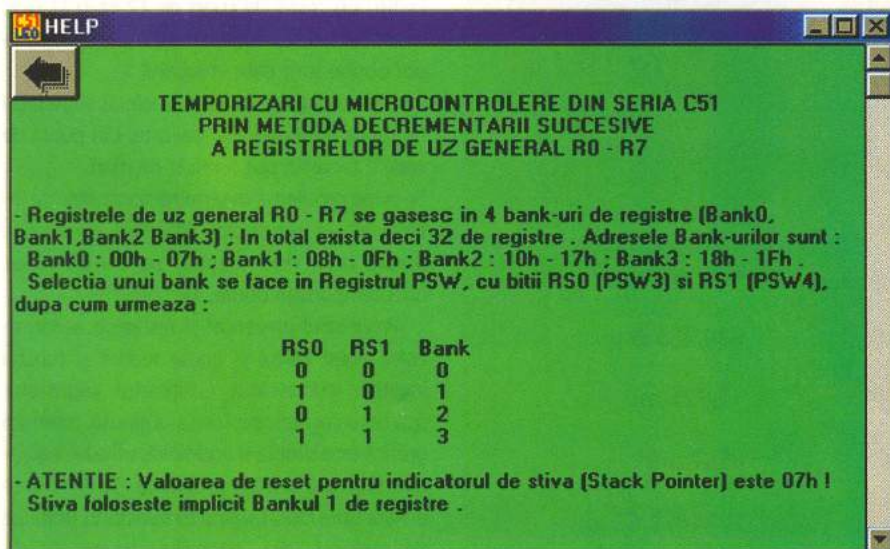 HELP
TEMPORIZARI CU MICROCONTROLERE DIN SERIA C51
PRIN METODA DECREMENTARII SUCCESIVE
A REGISTRELOR DE UZ GENERAL R0 - R7
- Registrele de uz general R0 - R7 se gasesc in 4 bank-uri de registre (Bank0,
Bank1,Bank2 Bank3) ; In total exista deci 32 de registre . Adresele Bank-urilor sunt :
Bank0 : 00h - 07h ; Bank1 : 08h - 0Fh ; Bank2 : 10h - 17h ; Bank3 : 18h - 1Fh .
Selectia unui bank se face in Registrul PSW, cu bitii RS0 (PSW3) si RS1 (PSW4),
dupa cum urmeaza :
RS0 RS1 Bank
0 0 0
1 0 1
0 1 2
1 1 3
- ATENTIE : Valoarea de reset pentru indicatorul de stiva (Stack Pointer) este 07h !
Stiva foloseste implicit Bankul 1 de registre .